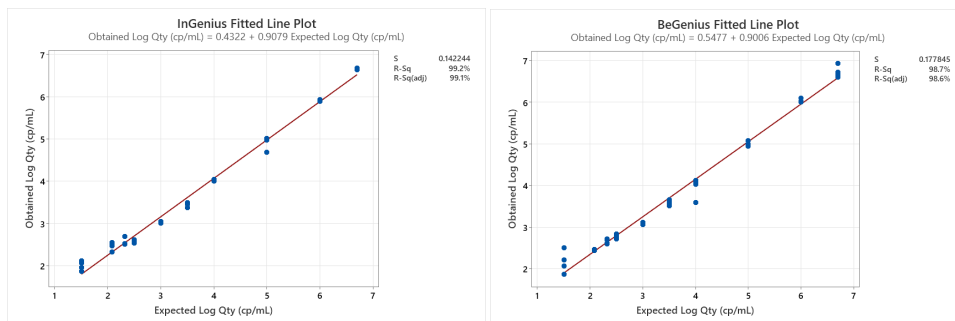 InGenius Fitted Line Plot
Obtained Log Qty (cp/mL) = 0.4322 + 0.9079 Expected Log Qty (cp/mL)
S 0.142244
R-Sq 99.2%
R-Sq(adj) 99.1%
Obtained Log Qty (cp/mL)
7
6
5
4
3
2
1 2 3 4 5 6 7
Expected Log Qty (cp/mL)
BeGenius Fitted Line Plot
Obtained Log Qty (cp/mL) = 0.5477 + 0.9006 Expected Log Qty (cp/mL)
S 0.177845
R-Sq 98.7%
R-Sq(adj) 98.6%
Obtained Log Qty (cp/mL)
7
6
5
4
3
2
1 2 3 4 5 6 7
Expected Log Qty (cp/mL)